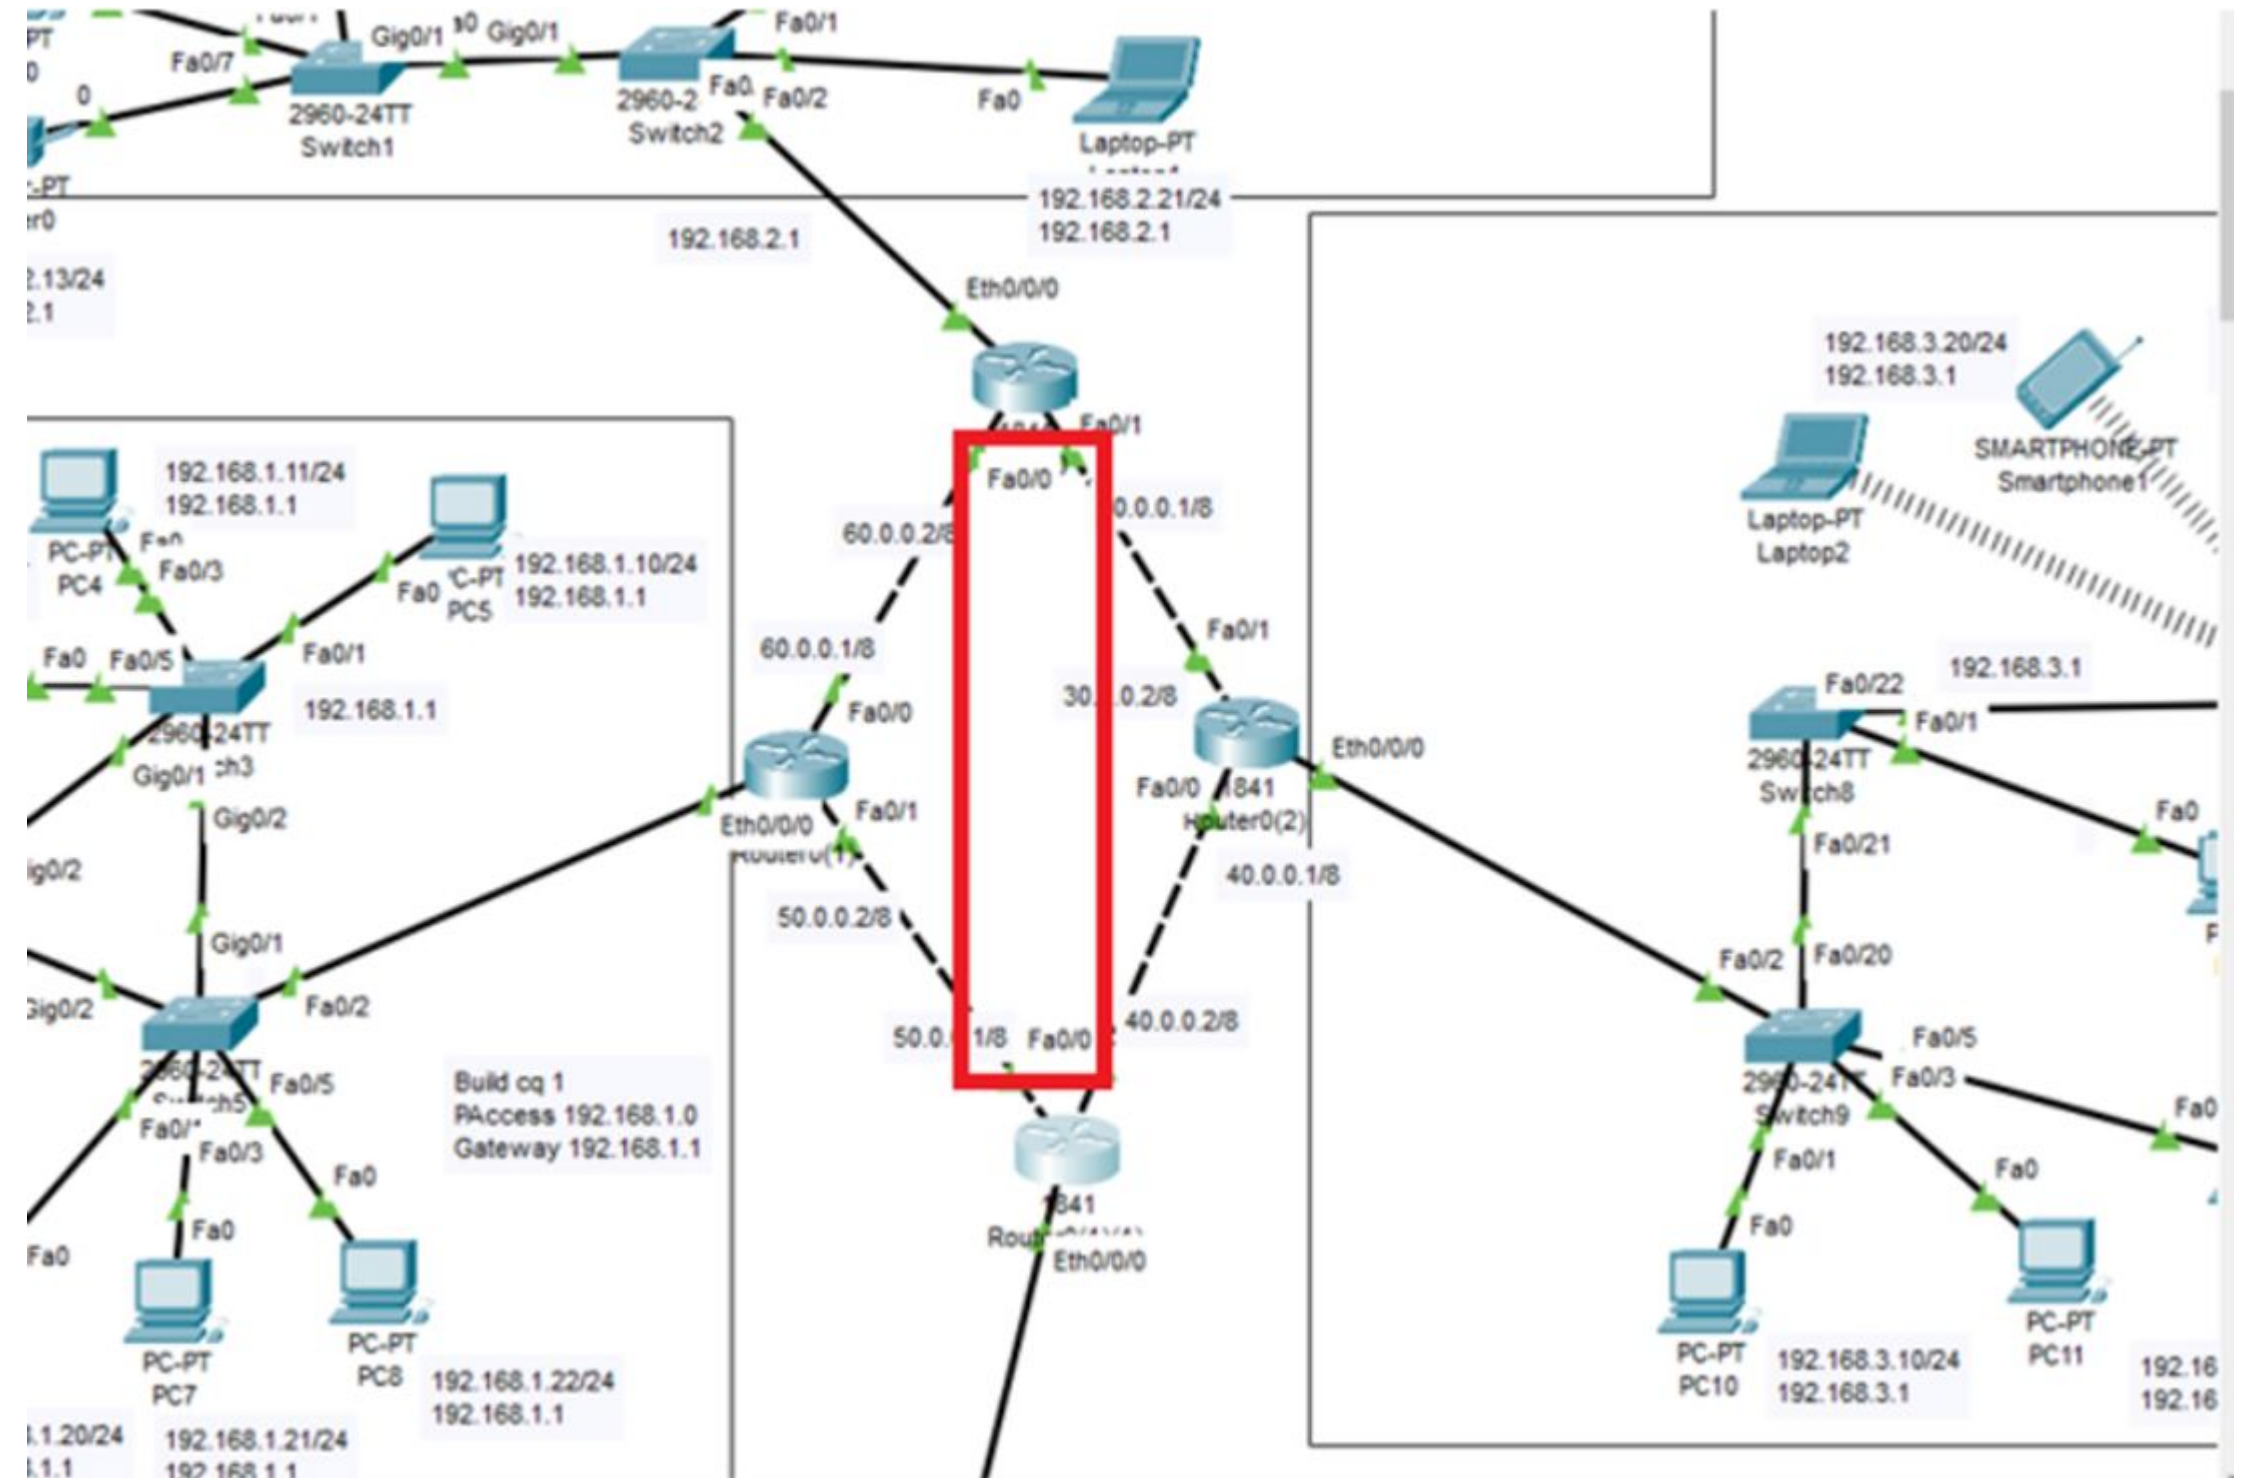 Fa0/1
Gig0/1
Gig0/1
Fa0/7
Fa0/2
Fa0
0
2960-24TT
Switch1
Switch2
Laptop-PT
192.168.2.21/24
192.168.2.1
192.168.2.1
Eth0/0/0
192.168.3.20/24
192.168.3.1
SMARTPHONE-PT
Smartphone1
Laptop-PT
Laptop2
Fa0/1
Fa0/0
60.0.0.2/8
192.168.1.11/24
192.168.1.1
PC4
Fa0/3
Fa0
PC5
192.168.1.10/24
192.168.1.1
Fa0
Fa0/5
Fa0/1
192.168.1.1
2960-24TT
Gig0/1
Gig0/2
60.0.0.1/8
Fa0/0
Fa0/1
Fa0/1
Eth0/0/0
Eth0/0/0
Fa0/0
1841
Router0(2)
40.0.0.1/8
50.0.0.2/8
40.0.0.2/8
Fa0/0
192.168.3.1
Fa0/22
Fa0/1
2960-24TT
Switch8
Fa0/21
Fa0
Fa0/2
Fa0/20
Gig0/1
Fa0/2
2960-24TT
Fa0/5
Fa0/3
Fa0
Fa0
Fa0
PC-PT
PC7
PC-PT
PC8
192.168.1.22/24
192.168.1.1
192.168.1.21/24
192.168.1.1
Build cq 1
PAccess 192.168.1.0
Gateway 192.168.1.1
1841
Eth0/0/0
Fa0/5
Fa0/3
2960-24TT
Switch9
Fa0
Fa0/1
Fa0
Fa0
PC-PT
PC10
192.168.3.10/24
192.168.3.1
PC-PT
PC11